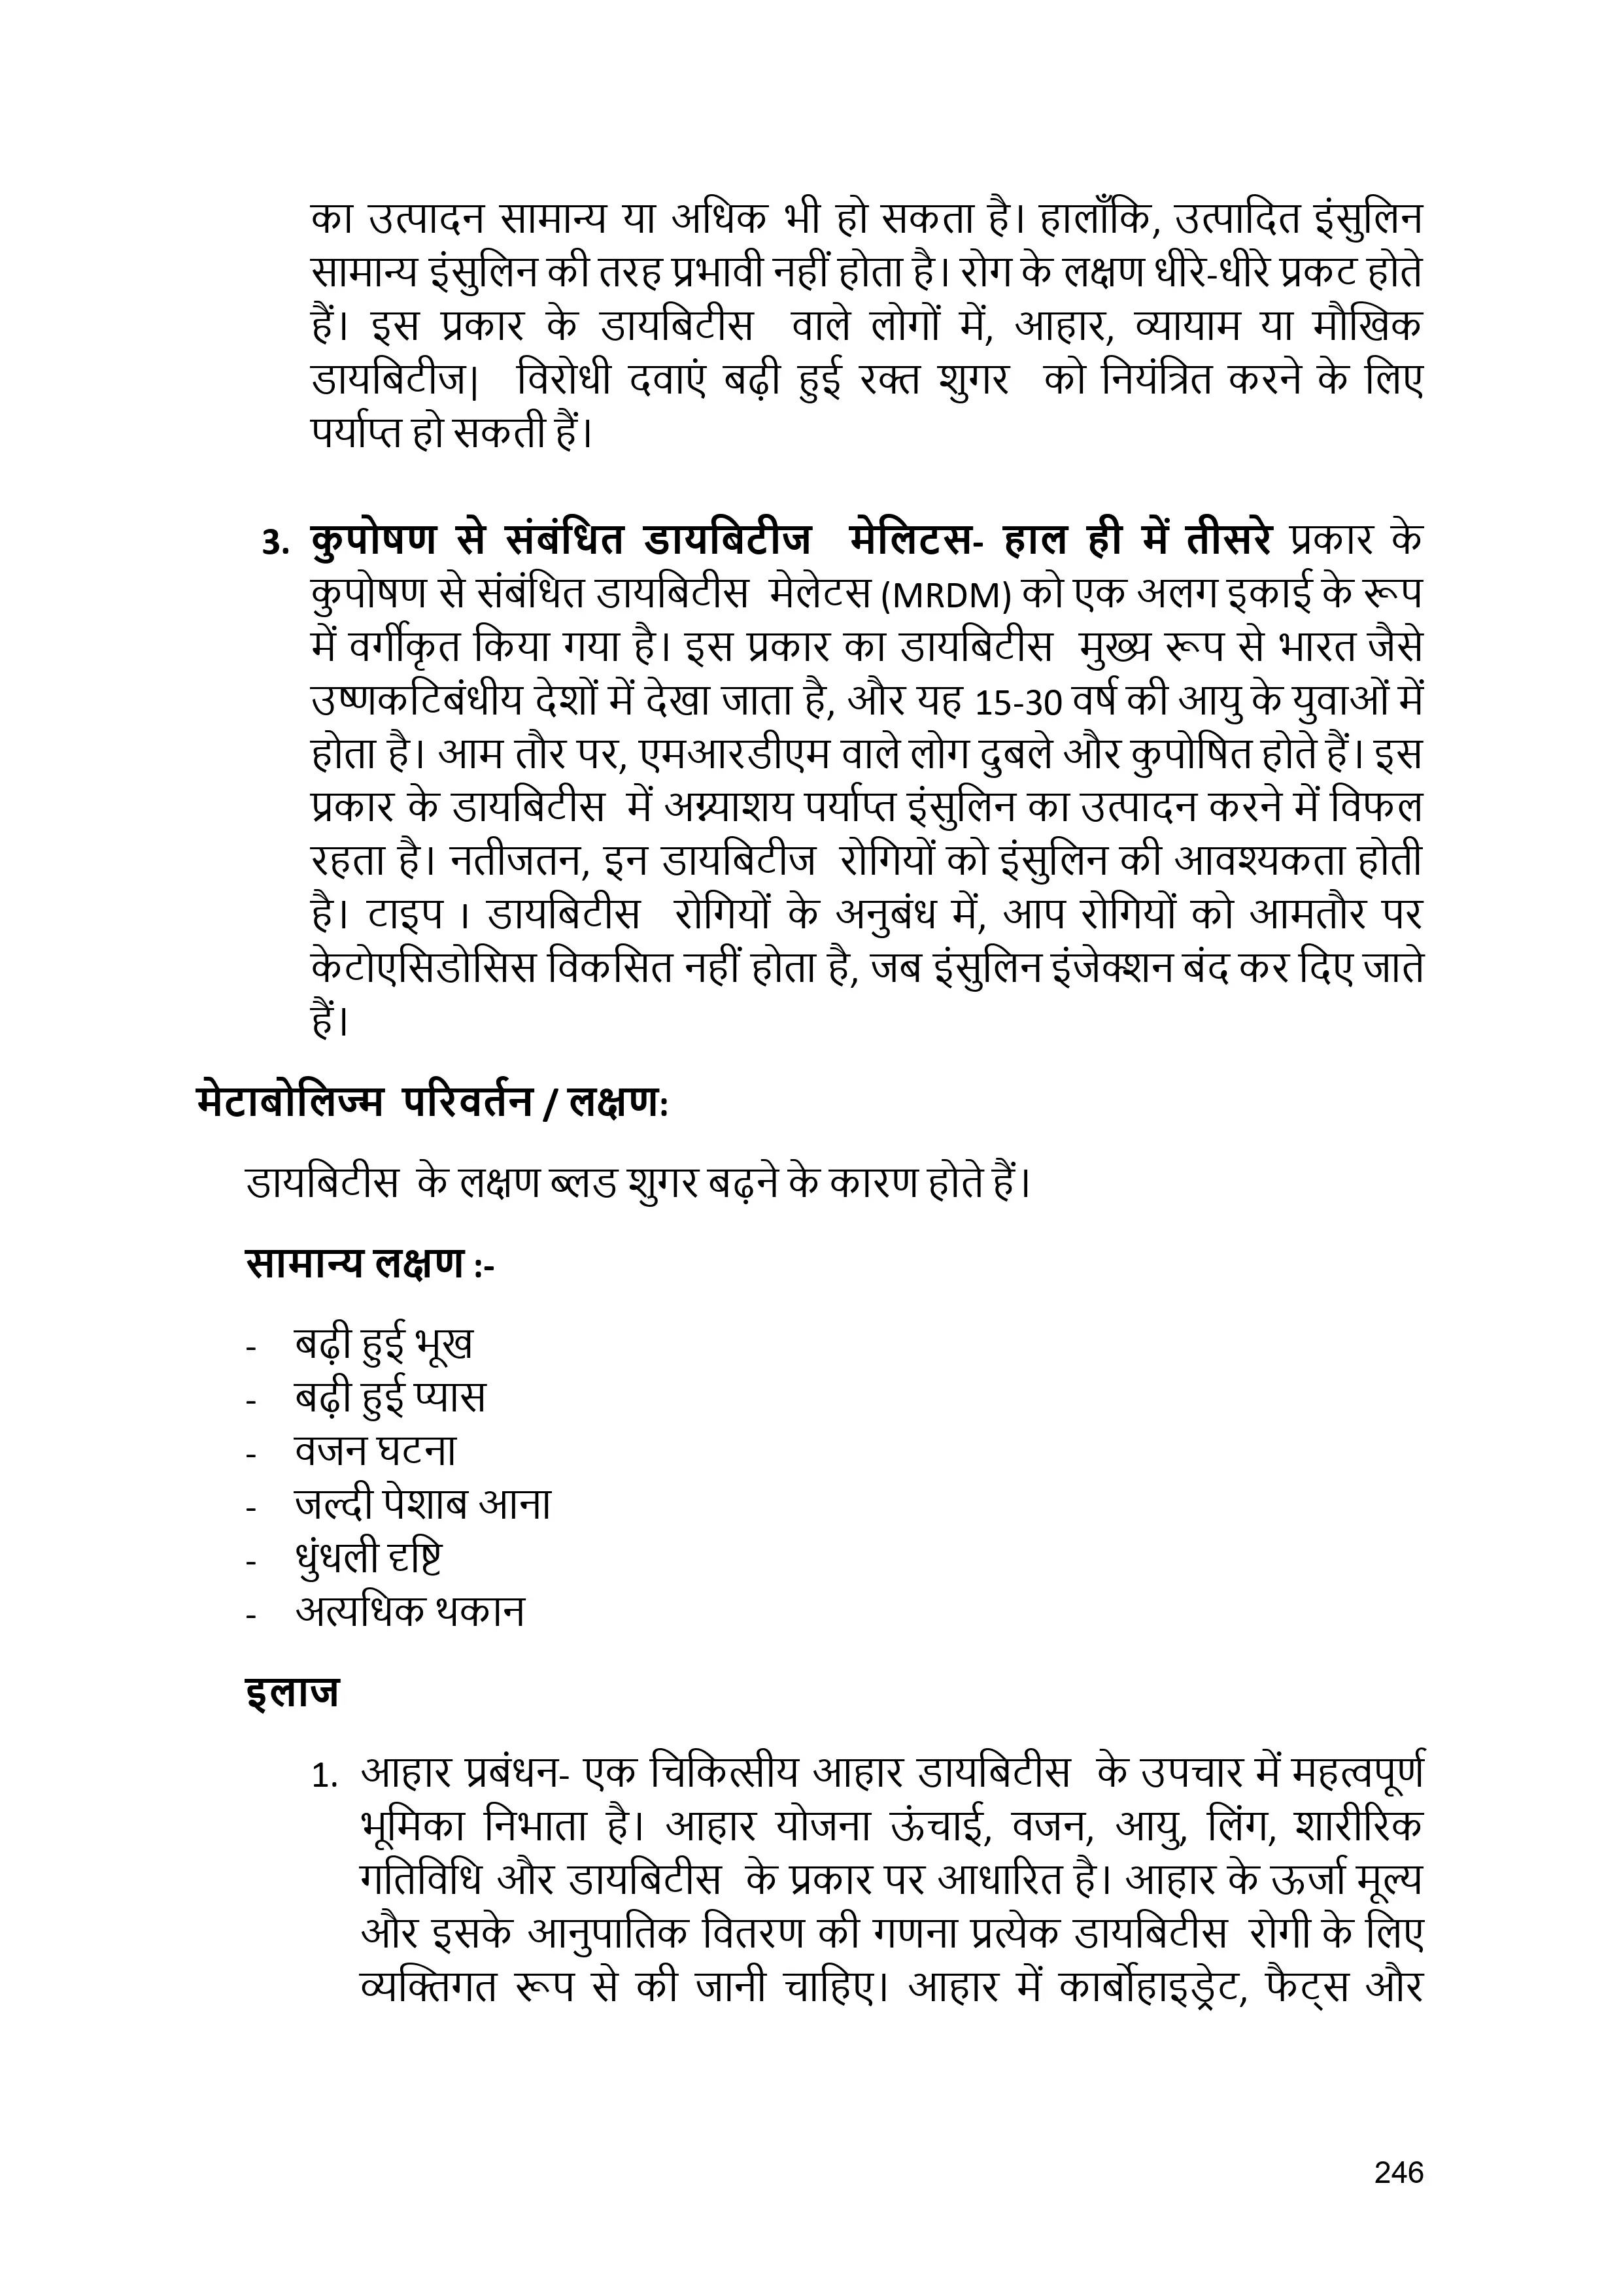 का उत्पादन सामान्य या अधिक भी हो सकता है। हालाँकि, उत्पादित इंसुलिन
सामान्य इंसुलिन की तरह प्रभावी नहीं होता है। रोग के लक्षण धीरे-धीरे प्रकट होते
हैं। इस प्रकार के डायबिटीस वाले लोगों में, आहार, व्यायाम या मौखिक
डायबिटीज| विरोधी दवाएं बढ़ी हुई रक्त शुगर को नियंत्रित करने के लिए
पर्याप्त हो सकती हैं।
3. कुपोषण से संबंधित डायबिटीज मेलिटस- हाल ही में तीसरे प्रकार के
कुपोषण से संबंधित डायबिटीस मेलेटस (MRDM) को एक अलग इकाई के रूप
में वर्गीकृत किया गया है। इस प्रकार का डायबिटीस मुख्य रूप से भारत जैसे
उष्णकटिबंधीय देशों में देखा जाता है, और यह 15-30 वर्ष की आयु के युवाओं में
होता है। आम तौर पर, एमआरडीएम वाले लोग दुबले और कुपोषित होते हैं। इस
प्रकार के डायबिटीस में अग्न्याशय पर्याप्त इंसुलिन का उत्पादन करने में विफल
रहता है। नतीजतन, इन डायबिटीज रोगियों को इंसुलिन की आवश्यकता होती
है। टाइप । डायबिटीस रोगियों के अनुबंध में, आप रोगियों को आमतौर पर
केटोएसिडोसिस विकसित नहीं होता है, जब इंसुलिन इंजेक्शन बंद कर दिए जाते
हैं।
मेटाबोलिज्म परिवर्तन / लक्षण:
डायबिटीस के लक्षण ब्लड शुगर बढ़ने के कारण होते हैं।
सामान्य लक्षण :-
- बढ़ी हुई भूख
- बढ़ी हुई प्यास
- वजन घटना
- जल्दी पेशाब आना
- धुंधली दृष्टि
- अत्यधिक थकान
इलाज
1. आहार प्रबंधन- एक चिकित्सीय आहार डायबिटीस के उपचार में महत्वपूर्ण
भूमिका निभाता है। आहार योजना ऊंचाई, वजन, आयु, लिंग, शारीरिक
गतिविधि और डायबिटीस के प्रकार पर आधारित है। आहार के ऊर्जा मूल्य
और इसके आनुपातिक वितरण की गणना प्रत्येक डायबिटीस रोगी के लिए
व्यक्तिगत रूप से की जानी चाहिए। आहार में कार्बोहाइड्रेट, फैट्स और
246